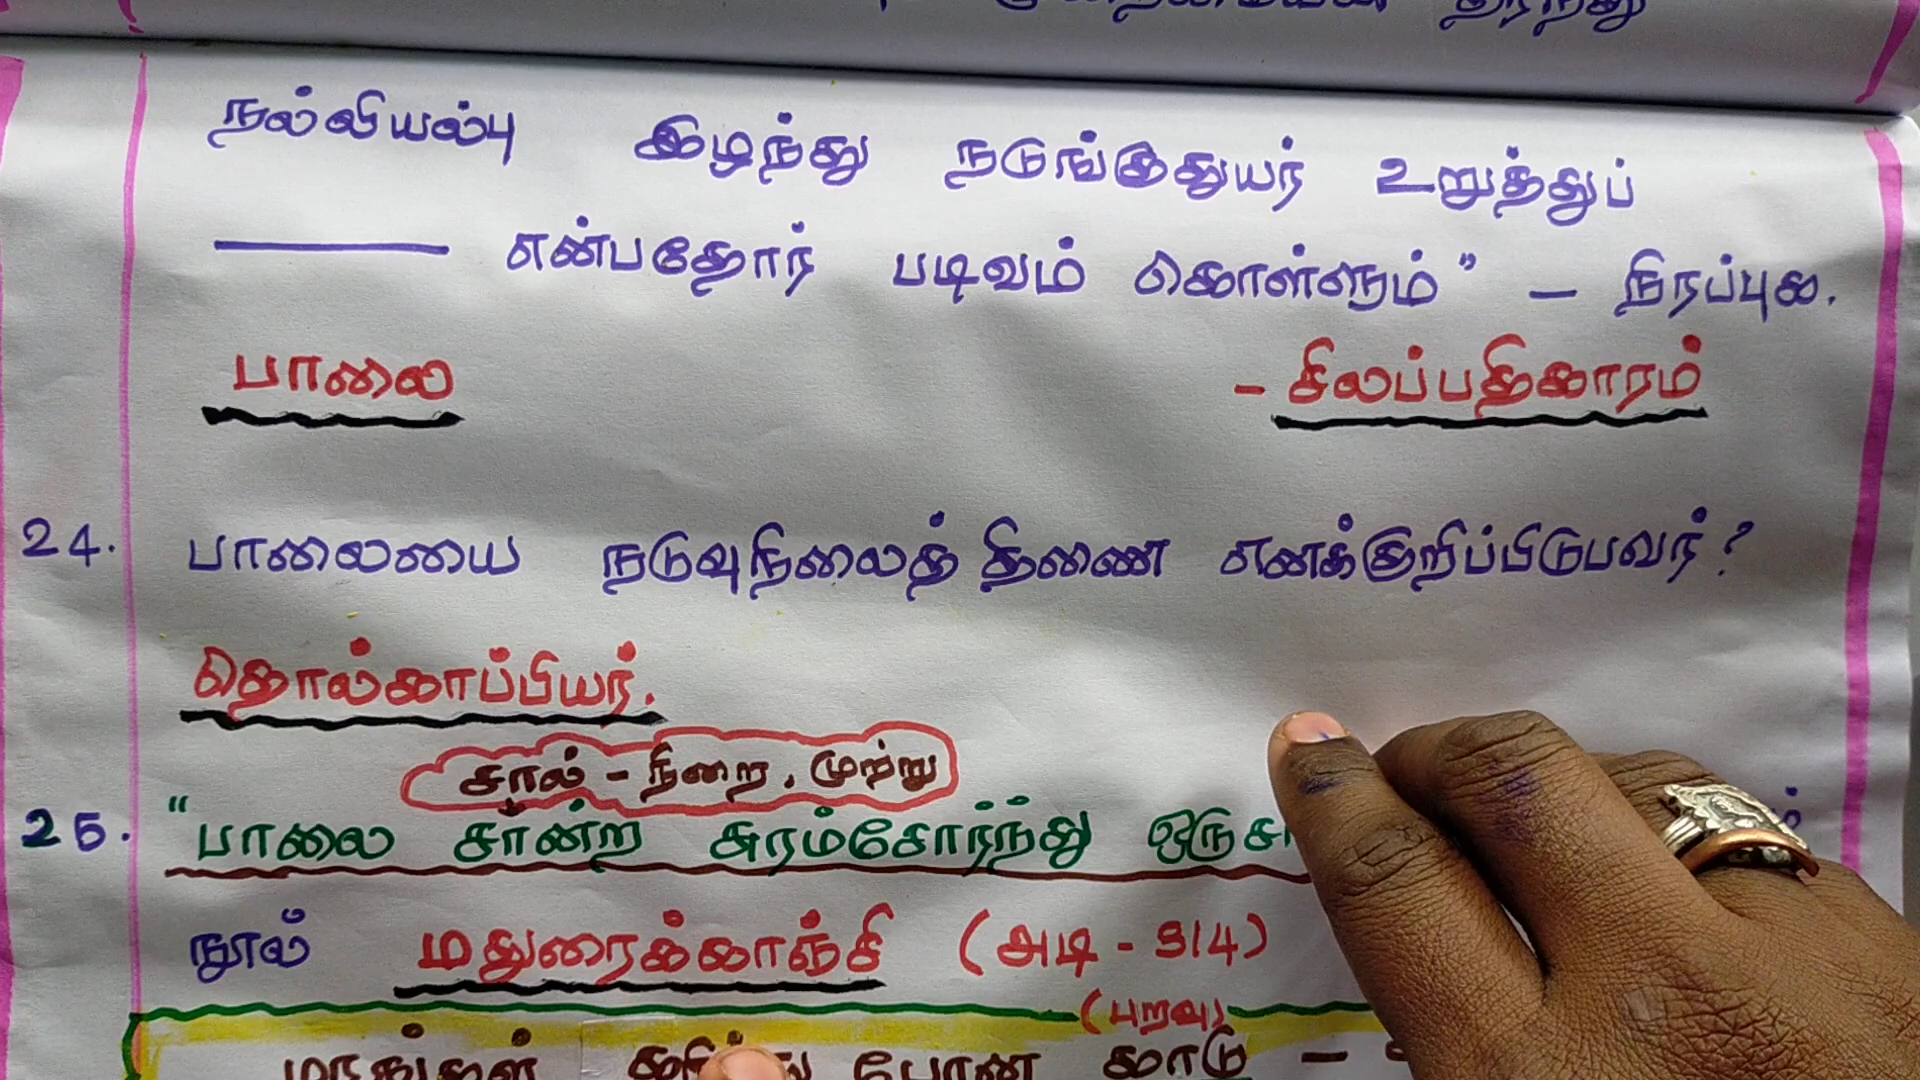 நல்லியல்பு இழந்து நடுங்குதுயர் உறுத்துப்
——— என்பதோர் படிவம் கொள்ளும்" – நிரப்புக.
பாலை – சிலப்பதிகாரம்
24. பாலையை நடுவுநிலைத் திணை எனக்குறிப்பிடுபவர்?
தொல்காப்பியர்.
சால் - நிறை, முற்று
25. "பாலை சான்ற சுரம்சேர்ந்து ஒரு
நூல் மதுரைக்காஞ்சி (அடி - 314)
(பறவு)
போன காடு –